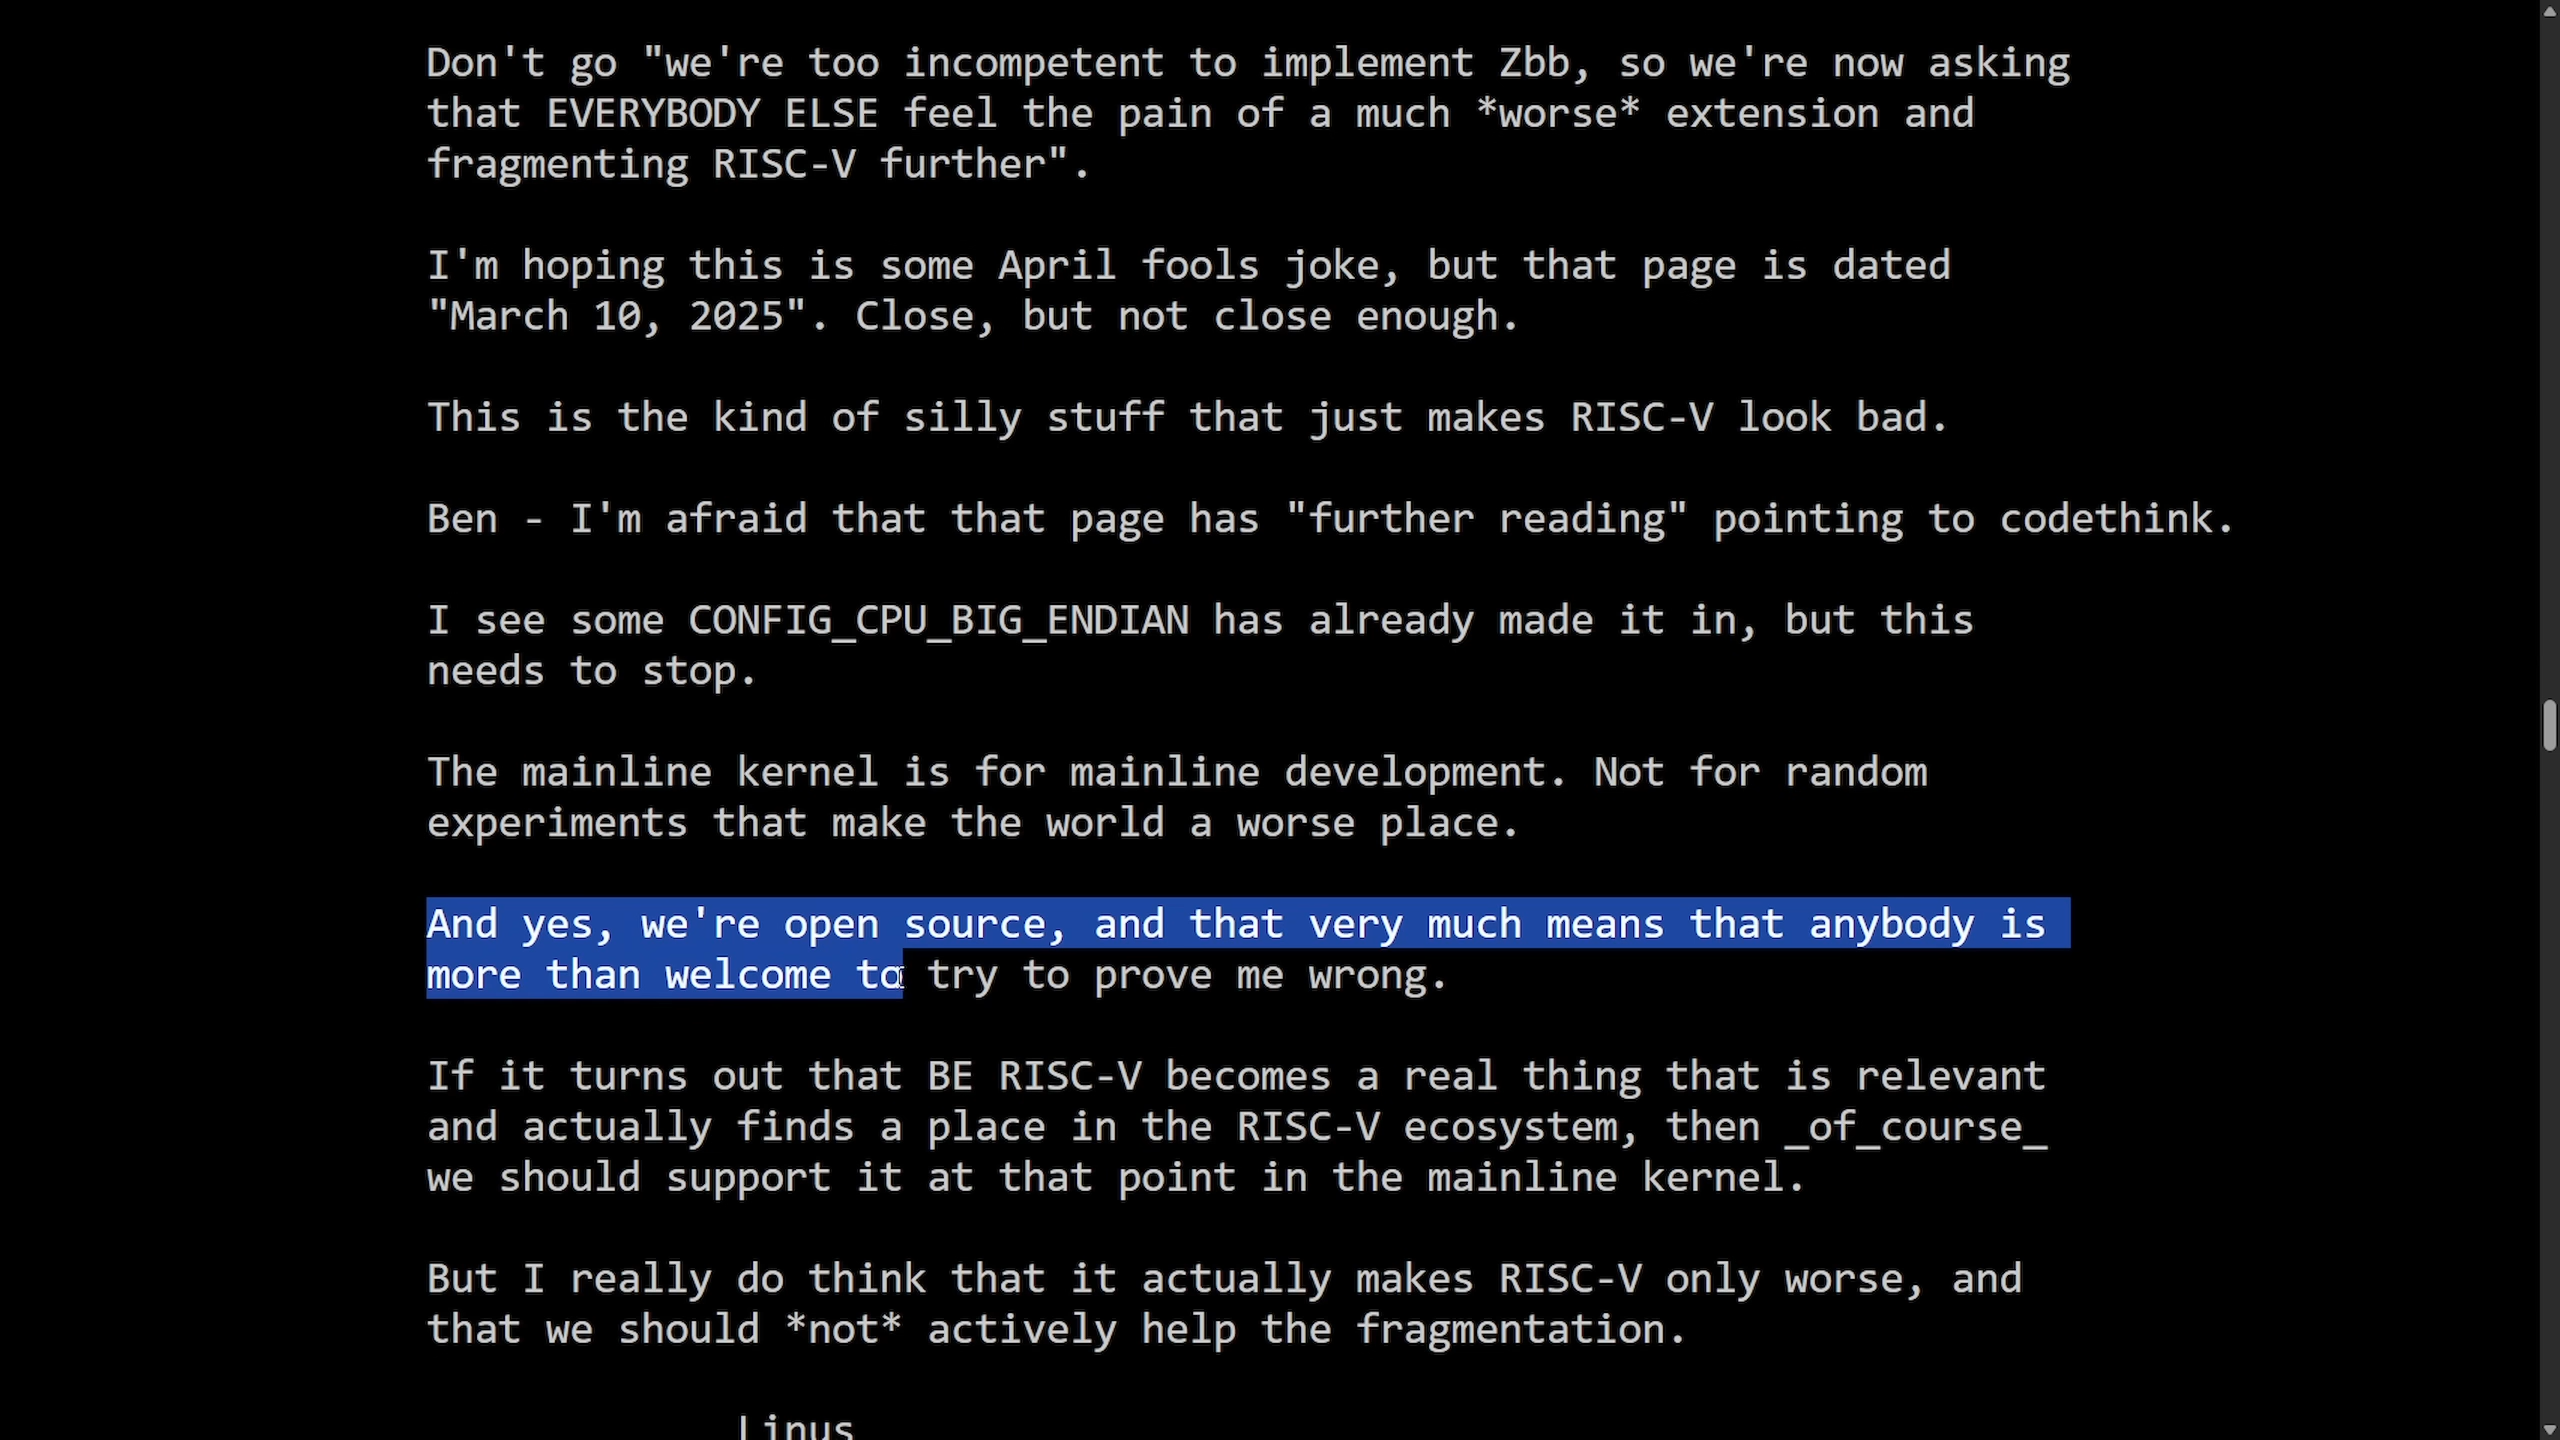 Don't go "we're too incompetent to implement Zbb, so we're now asking
that EVERYBODY ELSE feel the pain of a much *worse* extension and
fragmenting RISC-V further".
I'm hoping this is some April fools joke, but that page is dated
"March 10, 2025". Close, but not close enough.
This is the kind of silly stuff that just makes RISC-V look bad.
Ben - I'm afraid that that page has "further reading" pointing to codethink.
I see some CONFIG_CPU_BIG_ENDIAN has already made it in, but this
needs to stop.
The mainline kernel is for mainline development. Not for random
experiments that make the world a worse place.
And yes, we're open source, and that very much means that anybody is
more than welcome to try to prove me wrong.
If it turns out that BE RISC-V becomes a real thing that is relevant
and actually finds a place in the RISC-V ecosystem, then _of_course_
we should support it at that point in the mainline kernel.
But I really do think that it actually makes RISC-V only worse, and
that we should *not* actively help the fragmentation.
Linus